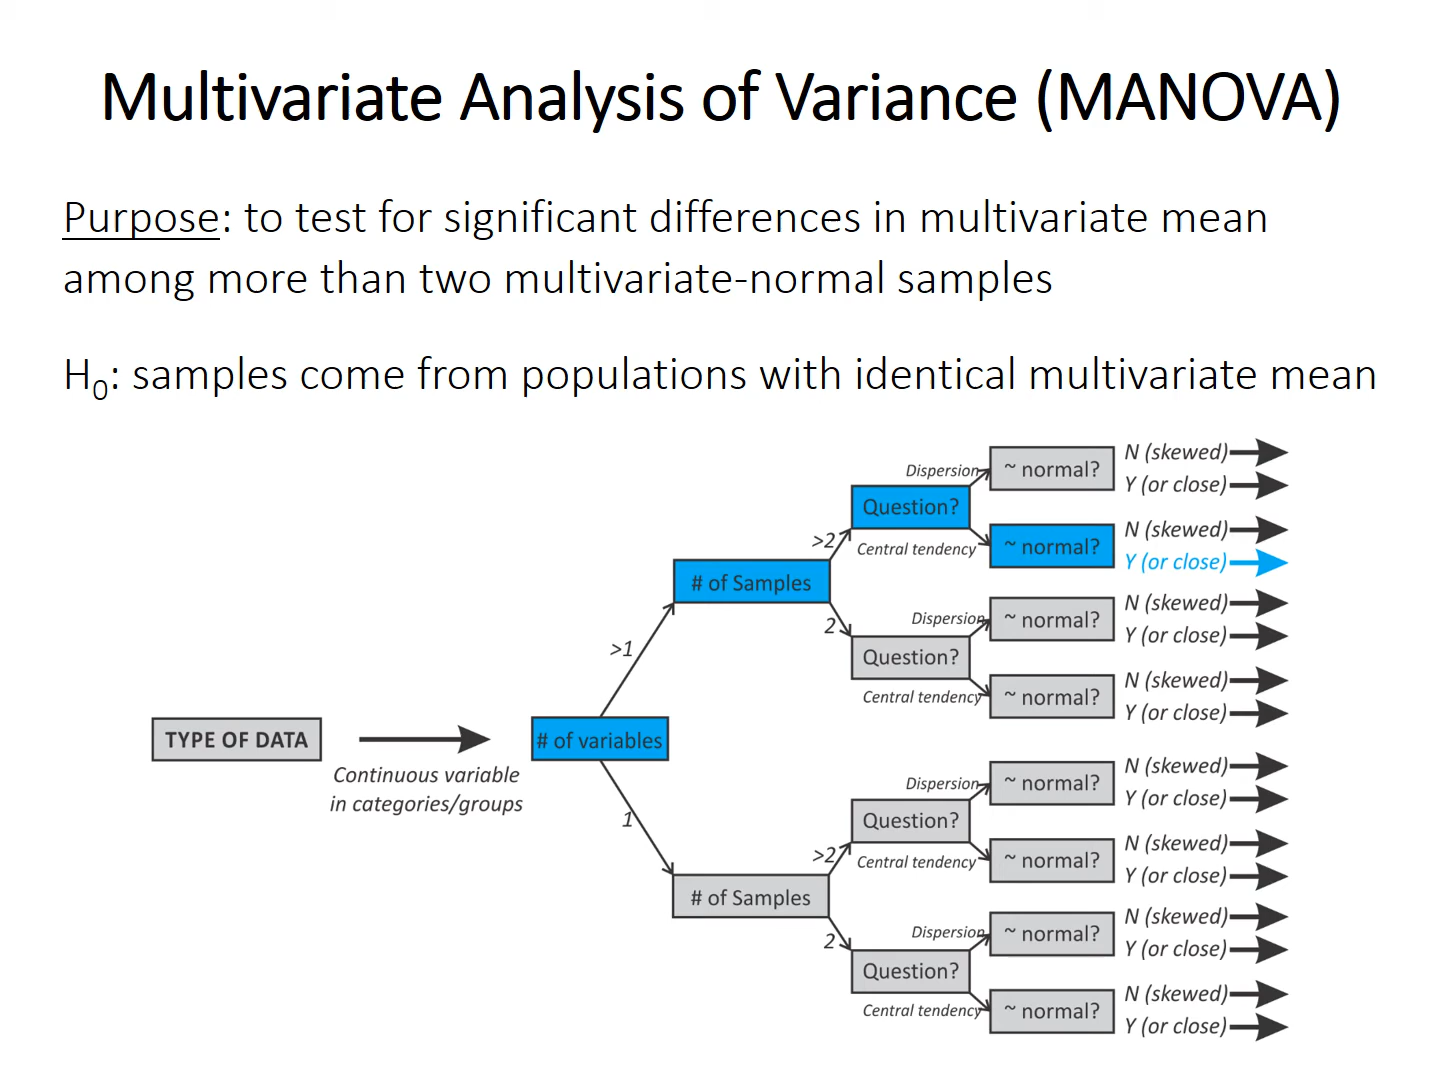 Multivariate Analysis of Variance (MANOVA)
Purpose: to test for significant differences in multivariate mean
among more than two multivariate-normal samples
H0: samples come from populations with identical multivariate mean
TYPE OF DATA
Continuous variable
in categories/groups
# of variables
>1
1
# of Samples
>2
2
Question?
Dispersion
Central tendency
~ normal?
N (skewed)
Y (or close)
~ normal?
N (skewed)
Y (or close)
Question?
Dispersion
Central tendency
~ normal?
N (skewed)
Y (or close)
~ normal?
N (skewed)
Y (or close)
# of Samples
>2
2
Question?
Dispersion
Central tendency
~ normal?
N (skewed)
Y (or close)
~ normal?
N (skewed)
Y (or close)
Question?
Dispersion
Central tendency
~ normal?
N (skewed)
Y (or close)
~ normal?
N (skewed)
Y (or close)